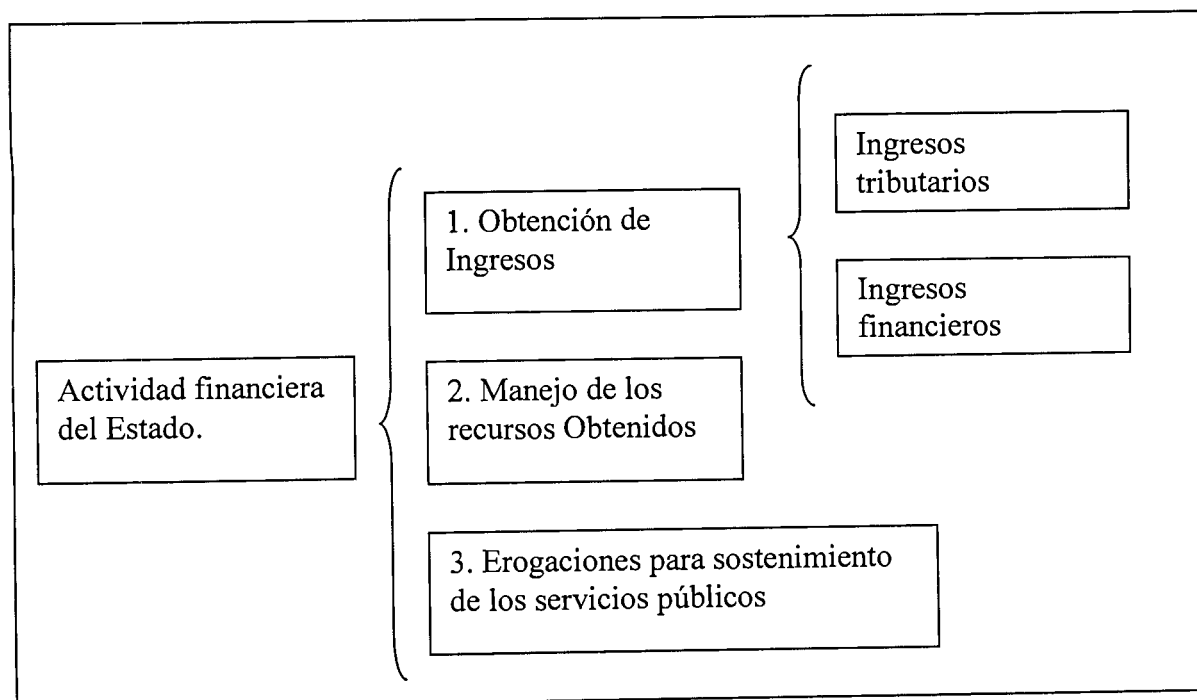 Actividad financiera
del Estado.
1. Obtención de
Ingresos
2. Manejo de los
recursos Obtenidos
3. Erogaciones para sostenimiento
de los servicios públicos
Ingresos
tributarios
Ingresos
financieros